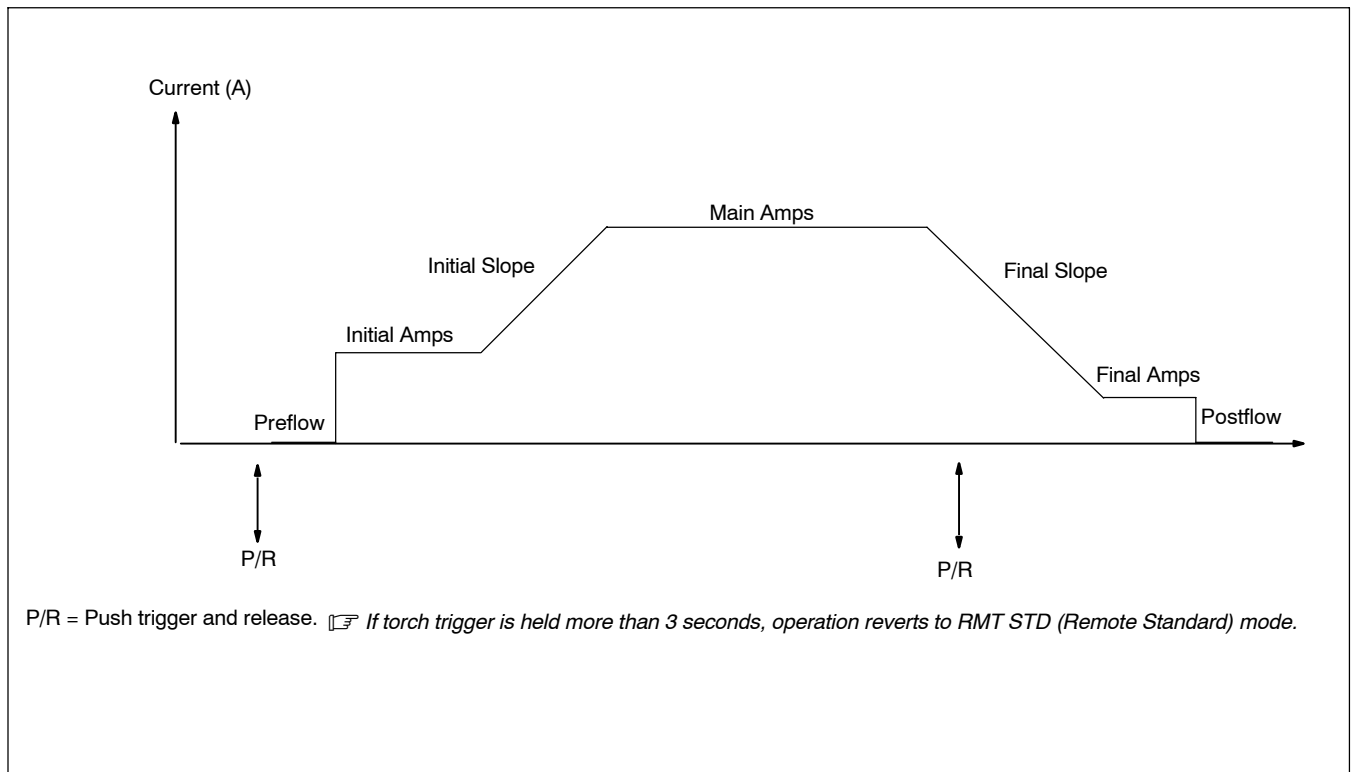 Current (A)
Main Amps
Initial Slope
Final Slope
Initial Amps
Final Amps
Preflow
Postflow
P/R
P/R
P/R = Push trigger and release. If torch trigger is held more than 3 seconds, operation reverts to RMT STD (Remote Standard) mode.